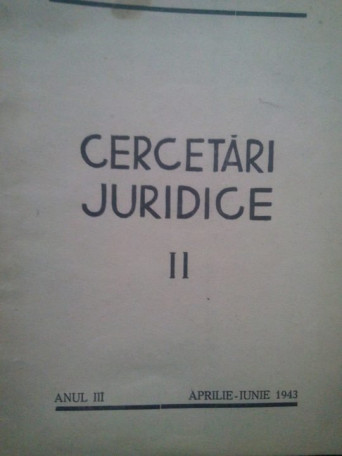 CERCETĂRI
JURIDICE
II
ANUL III APRILIE-IUNIE 1943